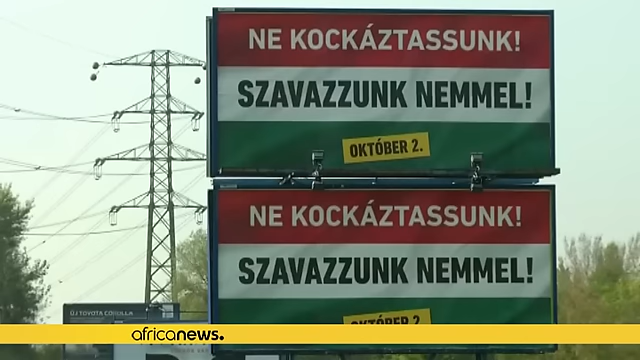 NE KOCKÁZTASSUNK!
SZAVAZZUNK NEMMEL!
OKTÓBER 2.
NE KOCKÁZTASSUNK!
SZAVAZZUNK NEMMEL!
OKTÓBER 2.
ÚJ TOYOTA COROLLA
africanews.